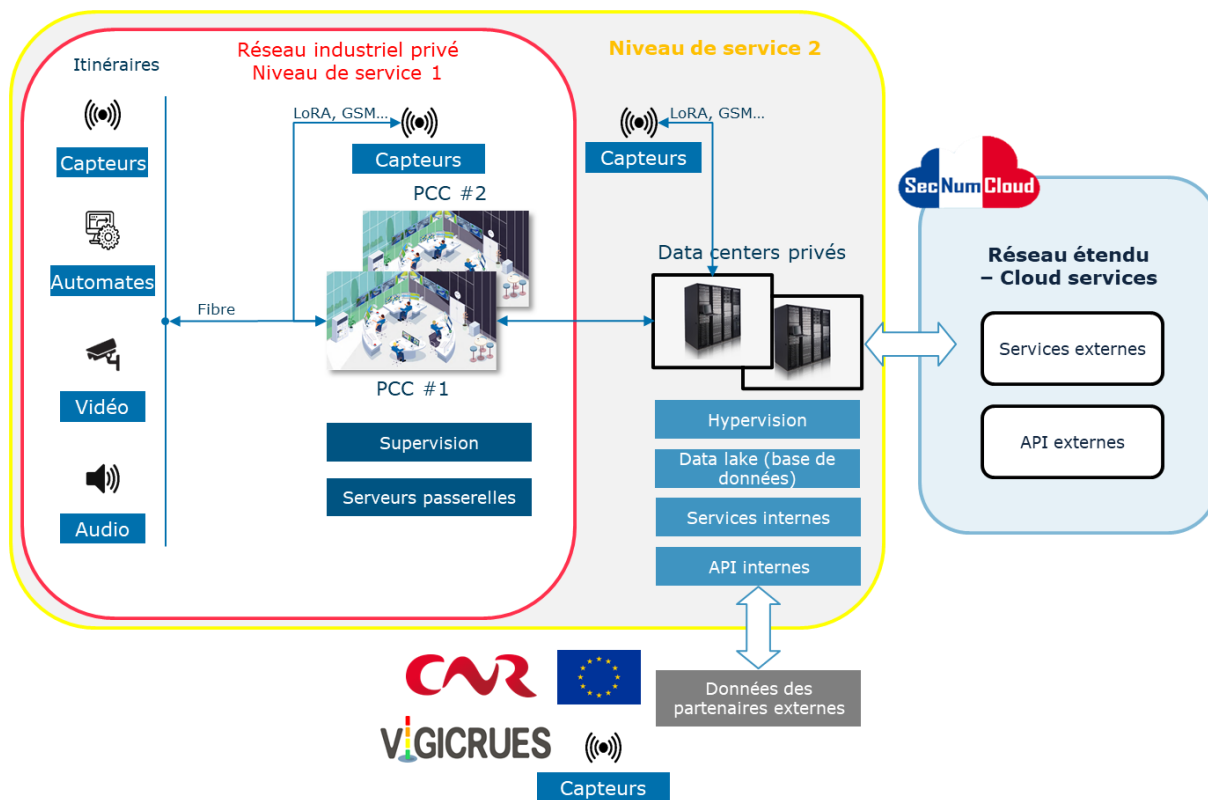 Réseau industriel privé
Niveau de service 1
Niveau de service 2
Itinéraires
LoRA, GSM...
LoRA, GSM...
Capteurs
Capteurs
Capteurs
PCC #2
SecNumCloud
Automates
Data centers privés
Réseau étendu
– Cloud services
Fibre
Services externes
Vidéo
PCC #1
Hypervision
API externes
Supervision
Data lake (base de
données)
Serveurs passerelles
Services internes
Audio
API internes
CNR
Données des
partenaires externes
VIGICRUES
Capteurs